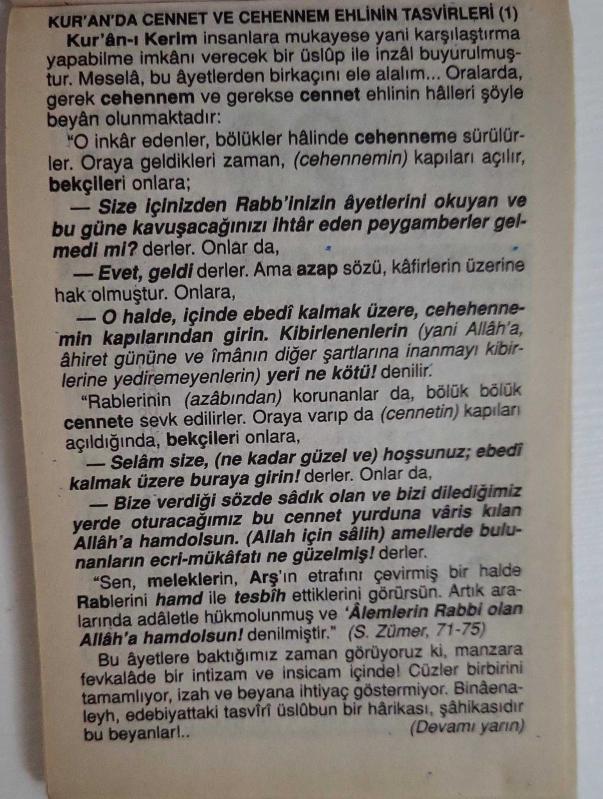 KUR'AN'DA CENNET VE CEHENNEM EHLİNİN TASVİRLERİ (1)
Kur'ân-ı Kerim insanlara mukayese yani karşılaştırma
yapabilme imkânı verecek bir üslûp ile inzâl buyurulmuş-
tur. Meselâ, bu âyetlerden birkaçını ele alalım... Oralarda,
gerek cehennem ve gerekse cennet ehlinin hâlleri şöyle
beyân olunmaktadır:
"O inkâr edenler, bölükler hâlinde cehenneme sürülür-
ler. Oraya geldikleri zaman, (cehennemin) kapıları açılır,
bekçileri onlara;
— Size içinizden Rabb'inizin âyetlerini okuyan ve
bu güne kavuşacağınızı ihtâr eden peygamberler gel-
medi mi? derler. Onlar da,
— Evet, geldi derler. Ama azap sözü, kâfirlerin üzerine
hak olmuştur. Onlara,
— O halde, içinde ebedî kalmak üzere, cehehenne-
min kapılarından girin. Kibirlenenlerin (yani Allâh'a,
âhiret gününe ve îmânın diğer şartlarına inanmayı kibir-
lerine yediremeyenlerin) yeri ne kötü! denilir.
"Rablerinin (azâbından) korunanlar da, bölük bölük
cennete sevk edilirler. Oraya varıp da (cennetin) kapıları
açıldığında, bekçileri onlara,
— Selâm size, (ne kadar güzel ve) hoşsunuz; ebedî
kalmak üzere buraya girin! derler. Onlar da,
— Bize verdiği sözde sâdık olan ve bizi dilediğimiz
yerde oturacağımız bu cennet yurduna vâris kılan
Allâh'a hamdolsun. (Allah için sâlih) amellerde bulu-
nanların ecri-mükâfatı ne güzelmiş! derler.
"Sen, meleklerin, Arş'ın etrafını çevirmiş bir halde
Rablerini hamd ile tesbîh ettiklerini görürsün. Artık ara-
larında adâletle hükmolunmuş ve 'Âlemlerin Rabbi olan
Allâh'a hamdolsun! denilmiştir." (S. Zümer, 71-75)
Bu âyetlere baktığımız zaman görüyoruz ki, manzara
fevkalâde bir intizam ve insicam içinde! Cüzler birbirini
tamamlıyor, izah ve beyana ihtiyaç göstermiyor. Binâena-
leyh, edebiyattaki tasvîrî üslûbun bir hârikası, şâhikasıdır
bu beyanlar!.. (Devamı yarın)